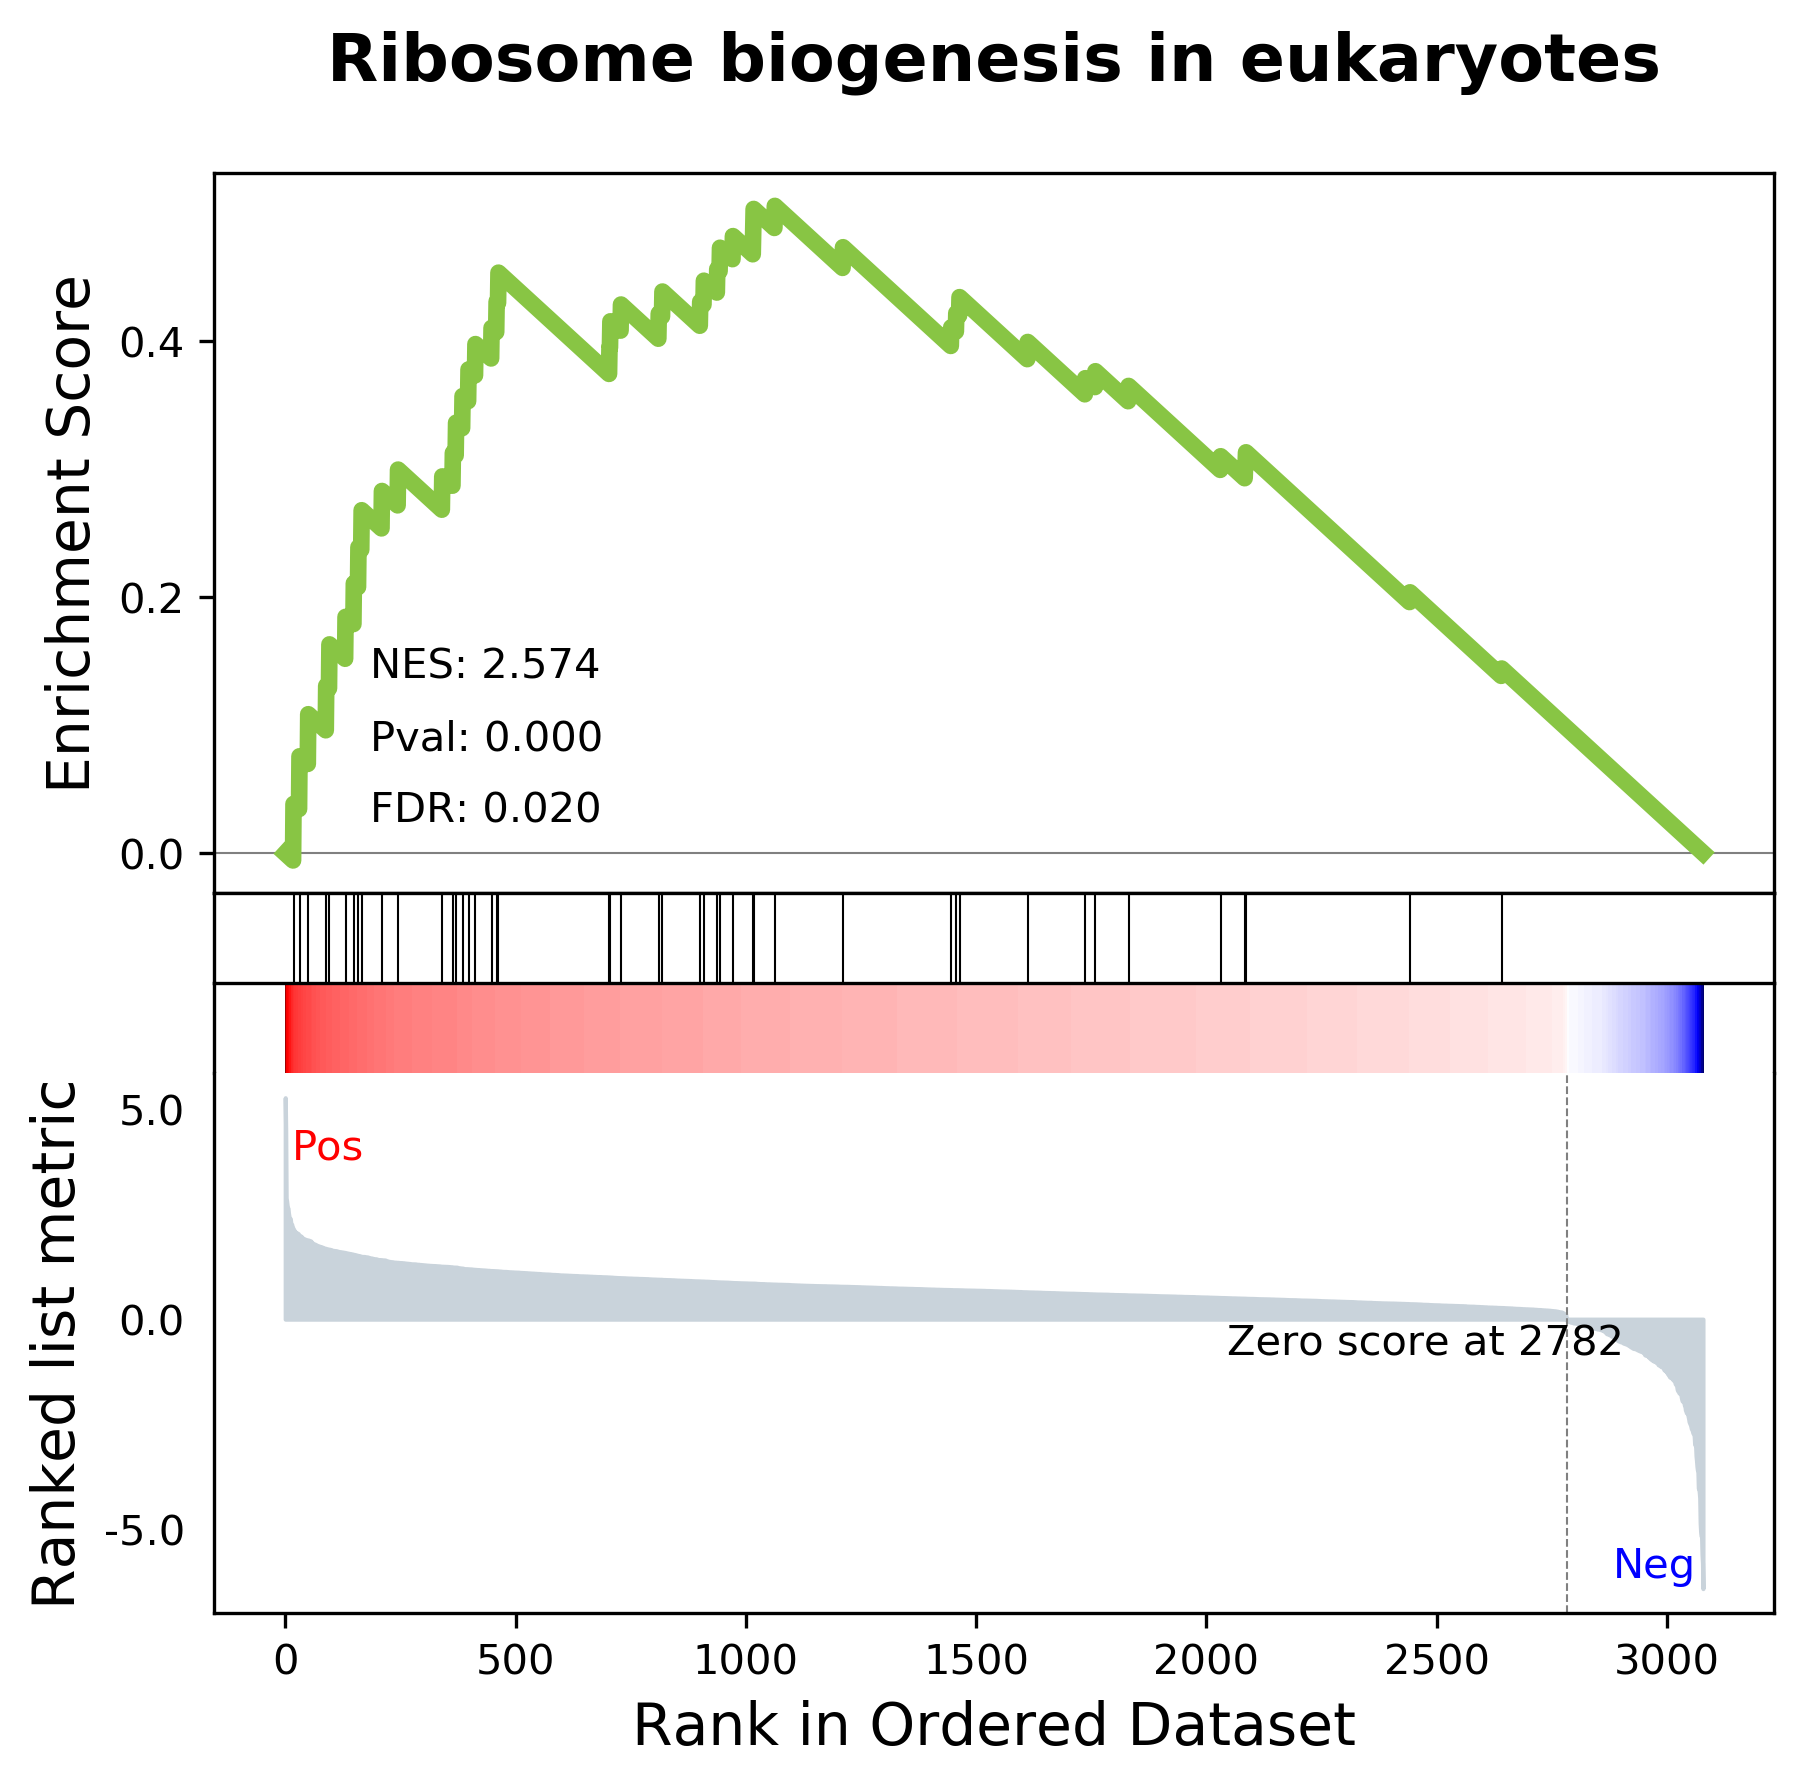 Ribosome biogenesis in eukaryotes
Enrichment Score
0.4
0.2
0.0
NES: 2.574
Pval: 0.000
FDR: 0.020
Ranked list metric
5.0
0.0
-5.0
Pos
Zero score at 2782
Neg
0 500 1000 1500 2000 2500 3000
Rank in Ordered Dataset